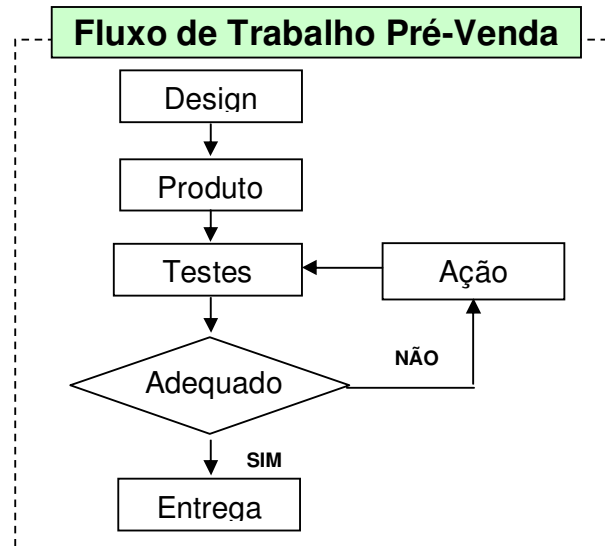 Fluxo de Trabalho Pré-Venda
Design
Produto
Testes
Ação
NÃO
Adequado
SIM
Entrega